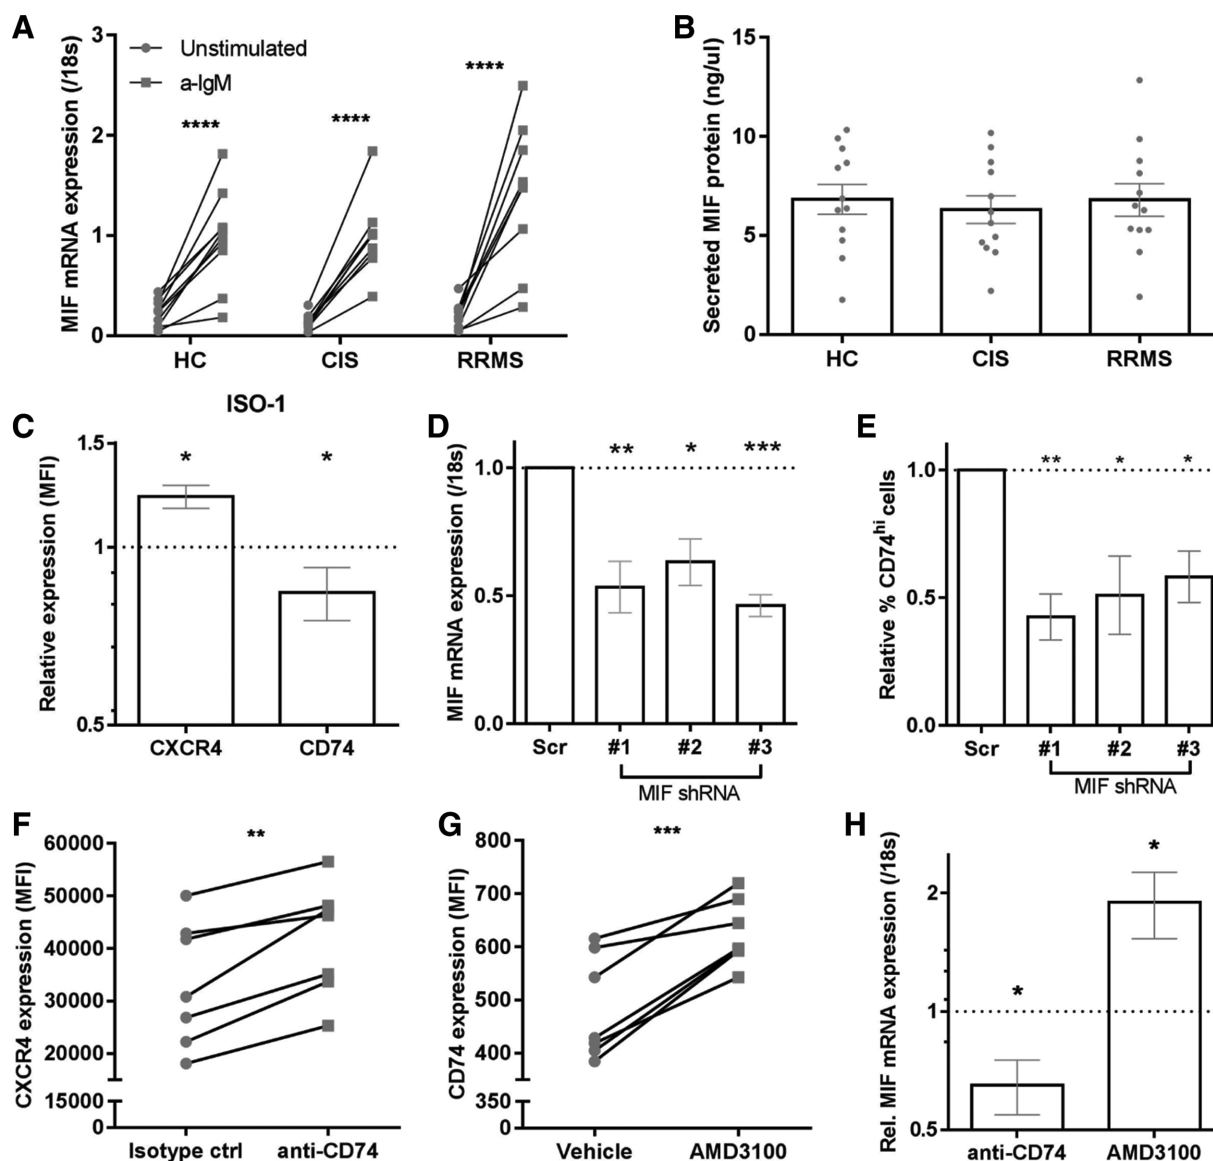 A
MIF mRNA expression (/18s)
3
2
1
0
Unstimulated
a-IgM
****
****
****
HC
CIS
RRMS
B
Secreted MIF protein (ng/ul)
15
10
5
0
HC
CIS
RRMS
C
ISO-1
Relative expression (MFI)
1.5
1
0.5
*
*
CXCR4
CD74
D
MIF mRNA expression (/18s)
1.0
0.5
0.0
**
*
***
Scr
#1
#2
#3
MIF shRNA
E
Relative % CD74hi cells
1.0
0.5
0.0
**
*
*
Scr
#1
#2
#3
MIF shRNA
F
CXCR4 expression (MFI)
60000
50000
40000
30000
20000
15000
0
**
Isotype ctrl
anti-CD74
G
CD74 expression (MFI)
800
700
600
500
400
350
0
***
Vehicle
AMD3100
H
Rel. MIF mRNA expression (/18s)
2
1
0.5
*
*
anti-CD74
AMD3100